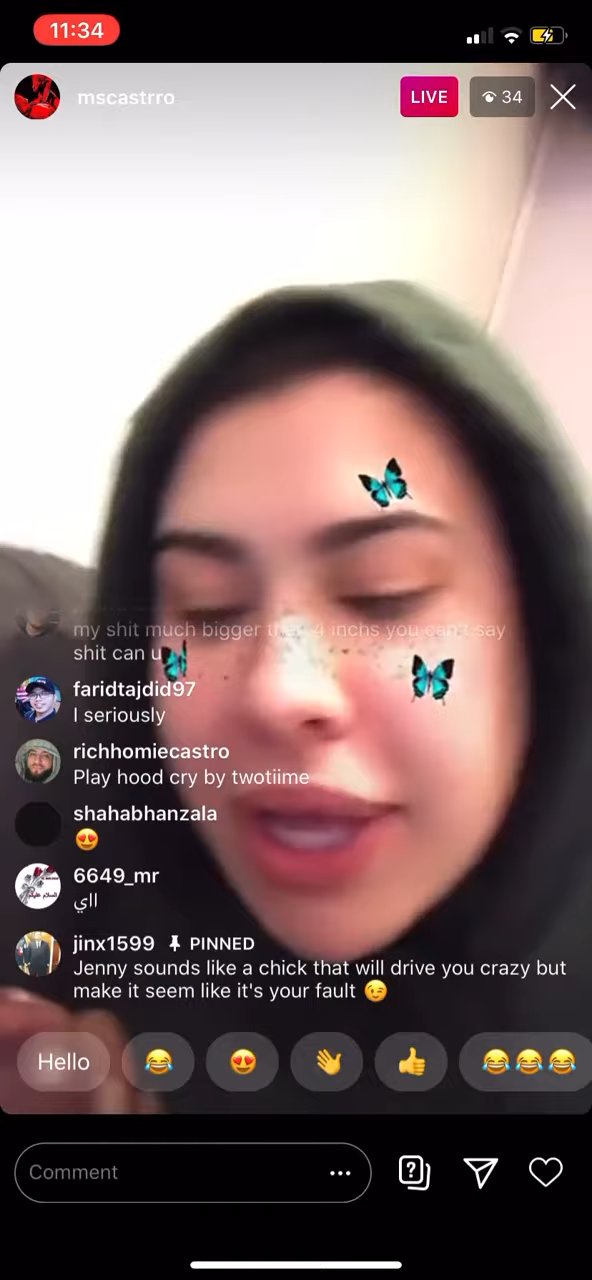 11:34
mscastrro
LIVE
34
my shit much bigger than 4 inchs you can't say
shit can u
faridtajdid97
I seriously
richhomiecastro
Play hood cry by twotiime
shahabhanzala
😍
6649_mr
ااي
jinx1599 PINNED
Jenny sounds like a chick that will drive you crazy but
make it seem like it's your fault 😉
Hello
😂
😍
👋
👍
😂😂😂
Comment